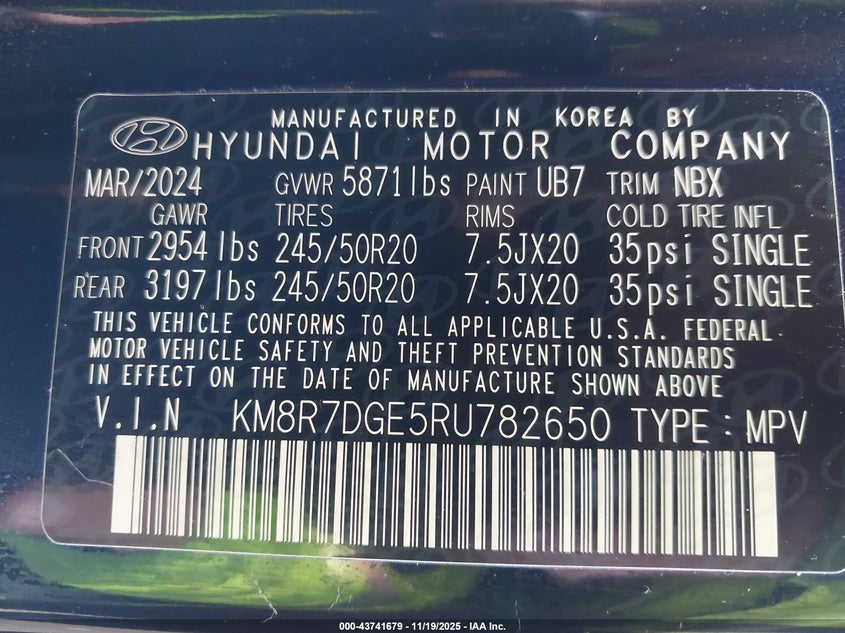 MANUFACTURED IN KOREA BY
HYUNDAI MOTOR COMPANY
MAR/2024 GVWR 5871lbs PAINT UB7 TRIM NBX
GAWR TIRES RIMS COLD TIRE INFL
FRONT 2954lbs 245/50R20 7.5JX20 35psi SINGLE
REAR 3197lbs 245/50R20 7.5JX20 35psi SINGLE
THIS VEHICLE CONFORMS TO ALL APPLICABLE U.S.A. FEDERAL
MOTOR VEHICLE SAFETY AND THEFT PREVENTION STANDARDS
IN EFFECT ON THE DATE OF MANUFACTURE SHOWN ABOVE
V.I.N KM8R7DGE5RU782650 TYPE : MPV
000-43741679 - 11/19/2025 - IAA Inc.